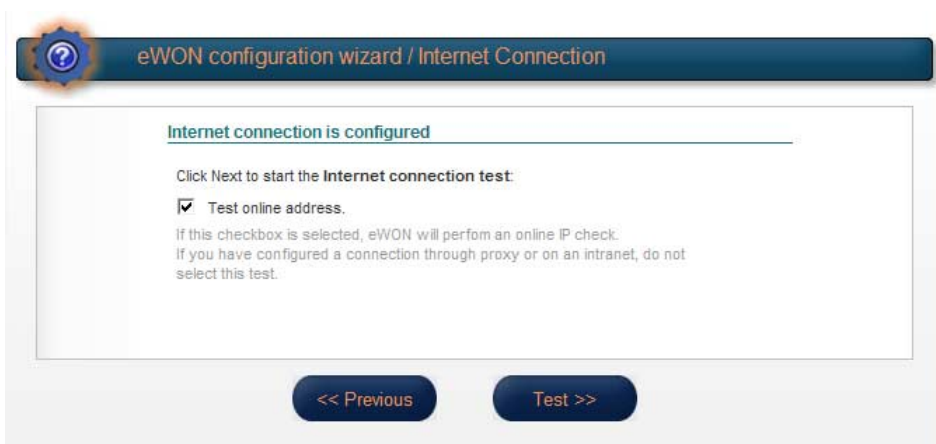 eWON configuration wizard / Internet Connection
Internet connection is configured
Click Next to start the Internet connection test:
Test online address.
If this checkbox is selected, eWON will perfom an online IP check.
If you have configured a connection through proxy or on an intranet, do not
select this test.
<< Previous
Test >>